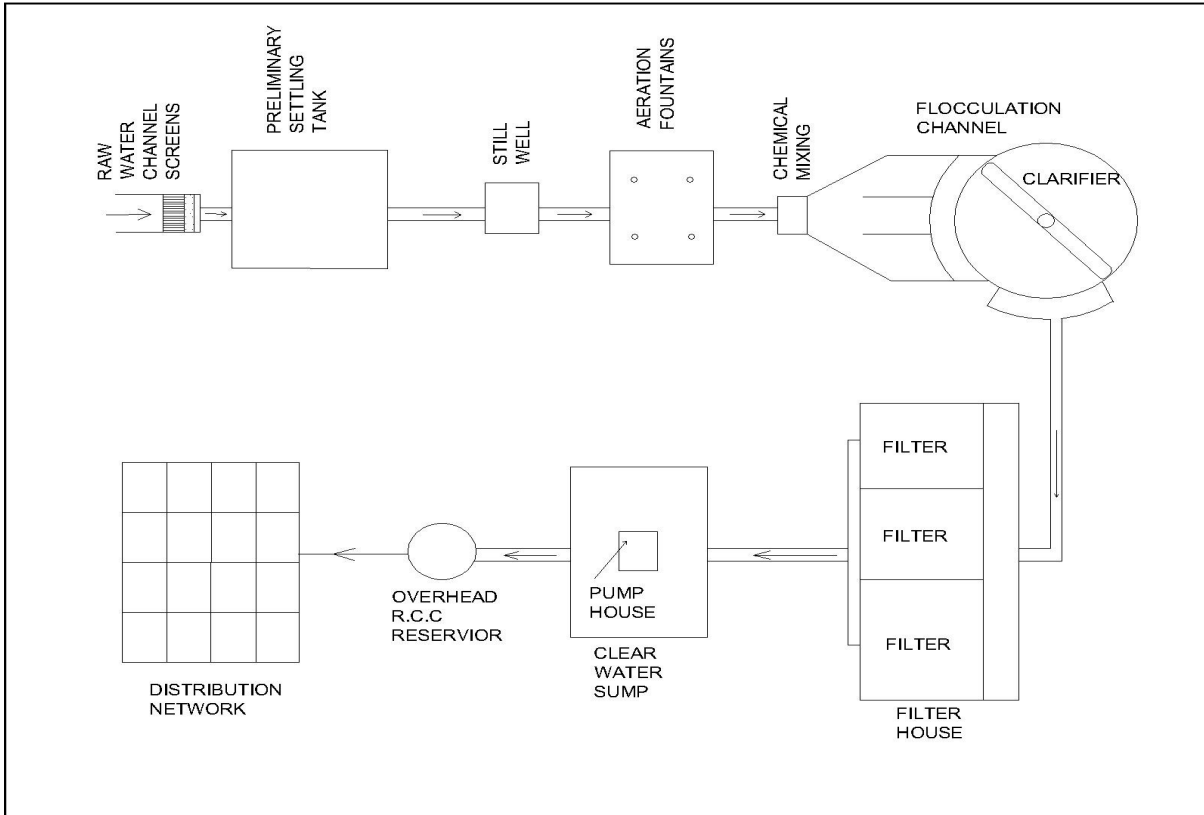 RAW
WATER
CHANNEL
SCREENS
PRELIMINARY
SETTLING
TANK
STILL
WELL
AERATION
FOUNTAINS
CHEMICAL
MIXING
FLOCCULATION
CHANNEL
CLARIFIER
FILTER
FILTER
FILTER
FILTER
HOUSE
PUMP
HOUSE
CLEAR
WATER
SUMP
OVERHEAD
R.C.C
RESERVIOR
DISTRIBUTION
NETWORK